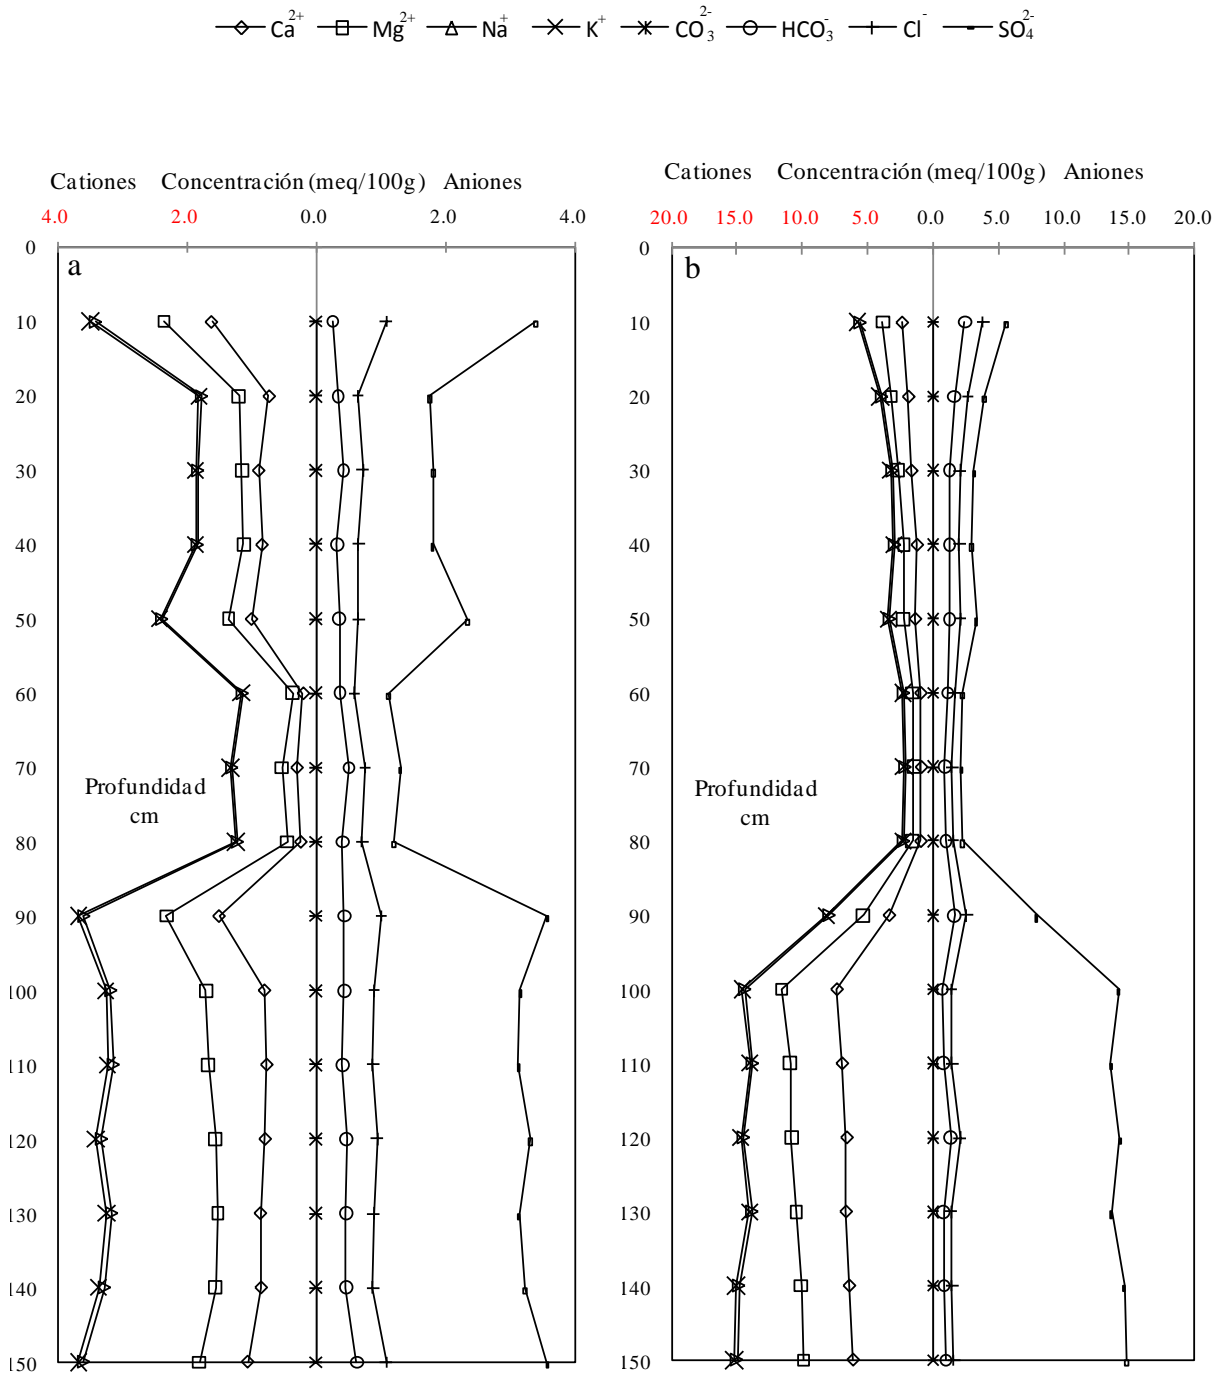 Ca2+ Mg2+ Na+ K+ CO32- HCO3- Cl- SO42-
Cationes Concentración (meq/100g) Aniones
4.0 2.0 0.0 2.0 4.0
0
a
10
20
30
40
50
60
70
Profundidad
cm
80
90
100
110
120
130
140
150
Cationes Concentración (meq/100g) Aniones
20.0 15.0 10.0 5.0 0.0 5.0 10.0 15.0 20.0
0
b
10
20
30
40
50
60
70
Profundidad
cm
80
90
100
110
120
130
140
150